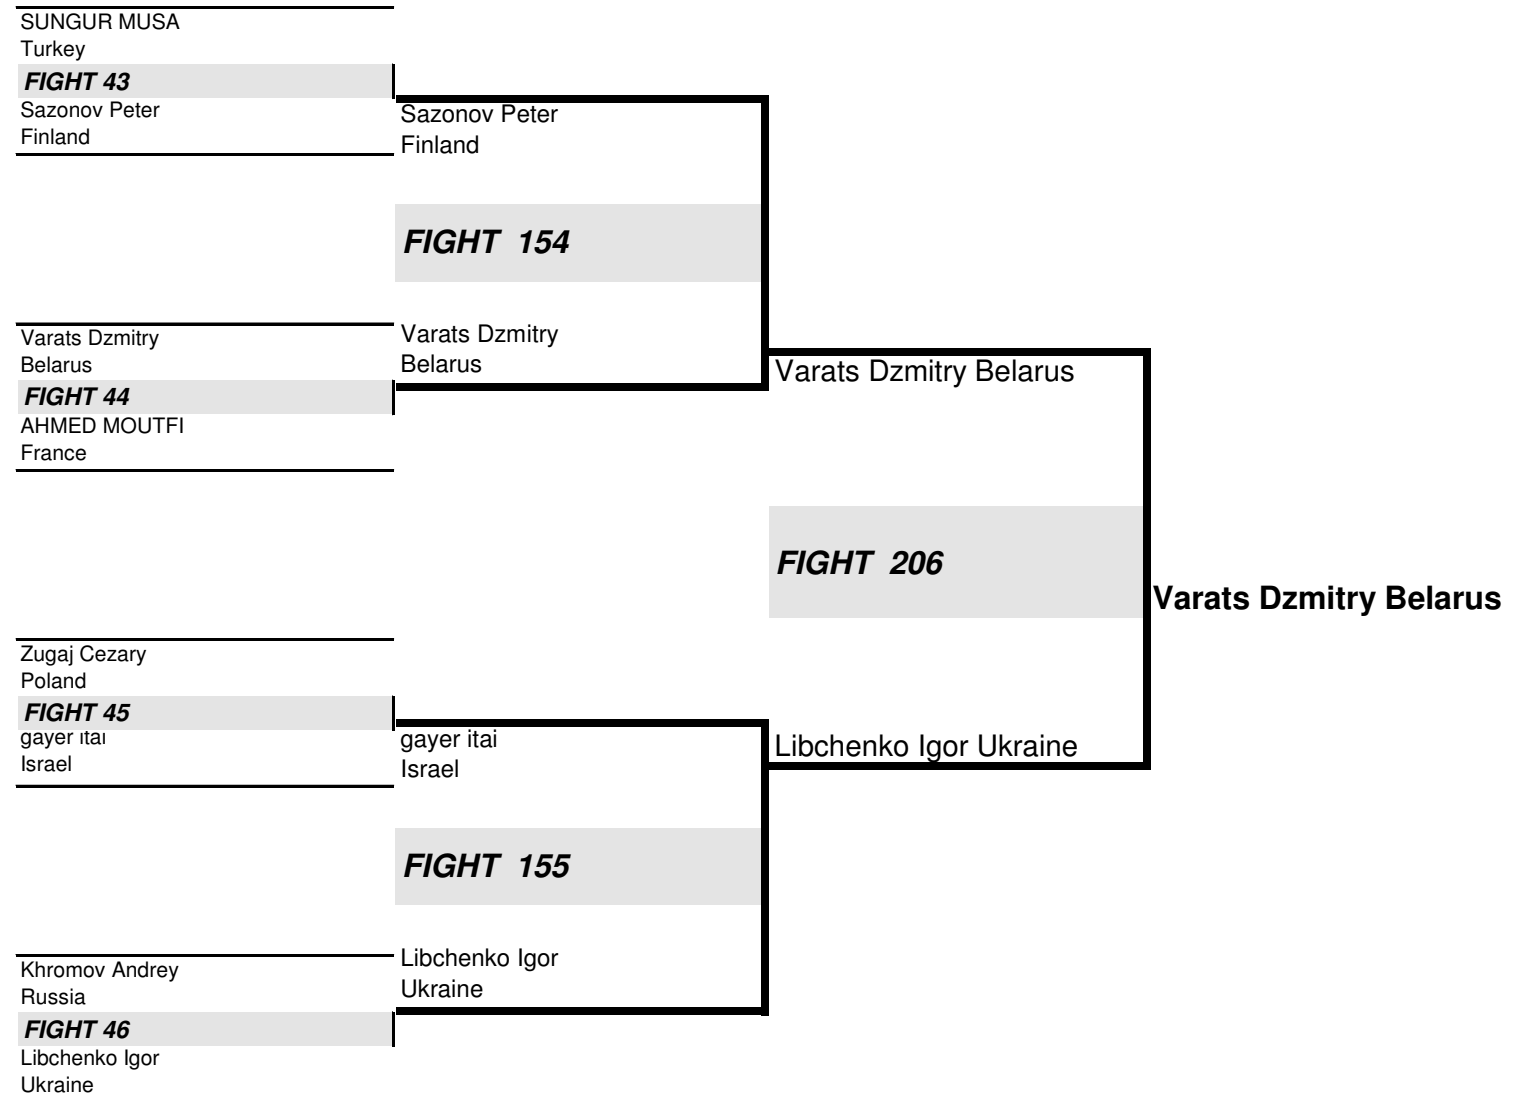 SUNGUR MUSA
Turkey
FIGHT 43
Sazonov Peter
Finland
Sazonov Peter
Finland
FIGHT 154
Varats Dzmitry
Belarus
Varats Dzmitry
Belarus
FIGHT 44
AHMED MOUTFI
France
Varats Dzmitry Belarus
FIGHT 206
Varats Dzmitry Belarus
Zugaj Cezary
Poland
FIGHT 45
gayer itai
Israel
gayer itai
Israel
Libchenko Igor Ukraine
FIGHT 155
Libchenko Igor
Ukraine
Khromov Andrey
Russia
FIGHT 46
Libchenko Igor
Ukraine